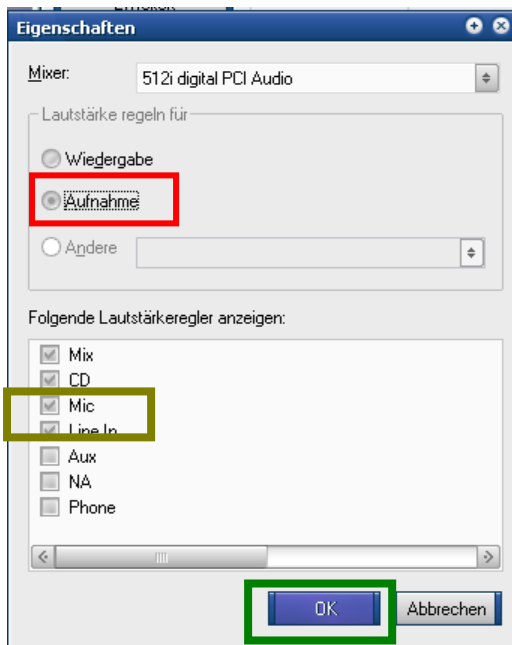 Eigenschaften
Mixer:
512i digital PCI Audio
Lautstärke regeln für
Wiedergabe
Aufnahme
Andere
Folgende Lautstärkeregler anzeigen:
Mix
CD
Mic
Line In
Aux
NA
Phone
OK
Abbrechen